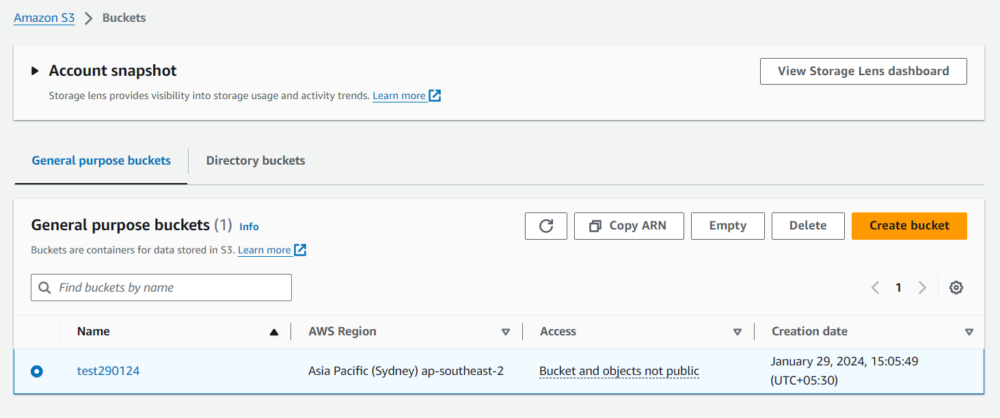 Amazon S3 > Buckets
Account snapshot
View Storage Lens dashboard
Storage lens provides visibility into storage usage and activity trends. Learn more
General purpose buckets
Directory buckets
General purpose buckets (1) Info
Copy ARN
Empty
Delete
Create bucket
Buckets are containers for data stored in S3. Learn more
Find buckets by name
1
Name
AWS Region
Access
Creation date
test290124
Asia Pacific (Sydney) ap-southeast-2
Bucket and objects not public
January 29, 2024, 15:05:49
(UTC+05:30)